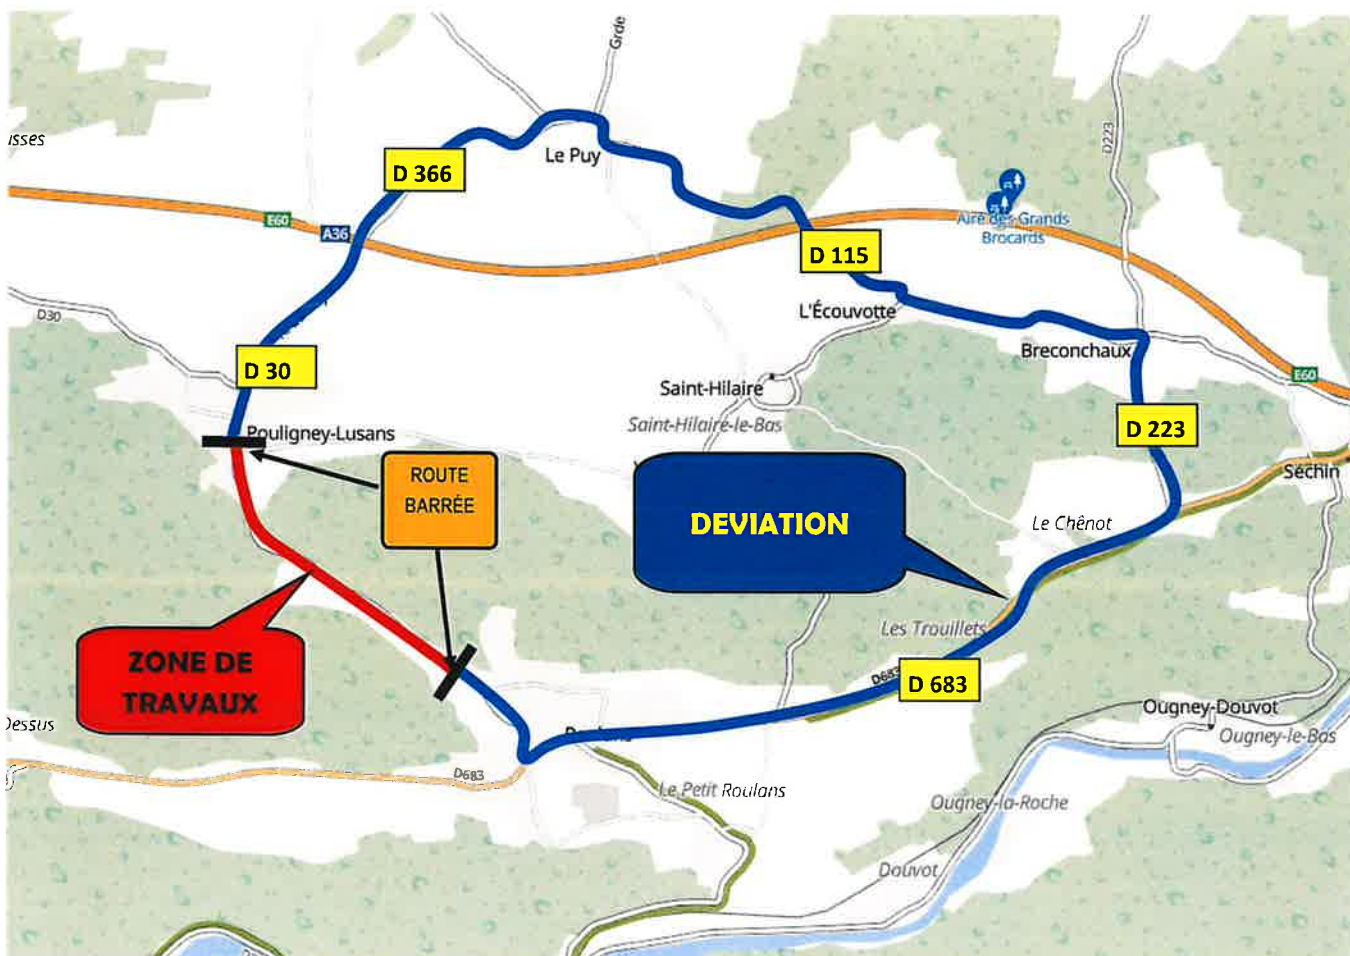 Grde
D223
isses
Le Puy
D 366
E60
A36
Aire des Grands
Brocards
D 115
D30
L'Écouvotte
Breconchaux
D 30
E60
Saint-Hilaire
Saint-Hilaire-le-Bas
D 223
Pouligney-Lusans
ROUTE
BARRÉE
Séchin
DEVIATION
Le Chênot
Les Trouillets
ZONE DE
TRAVAUX
D683
D 683
Dessus
Ougney-Douvot
Ougney-le-Bas
D683
Le Petit Roulans
Ougney-la-Roche
Douvot